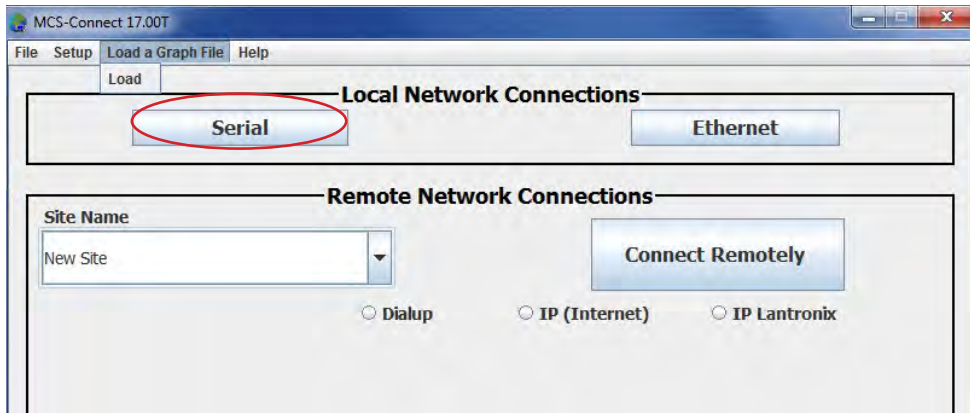 MCS-Connect 17.00T
File Setup Load a Graph File Help
Load
Local Network Connections
Serial Ethernet
Remote Network Connections
Site Name
New Site
Connect Remotely
Dialup IP (Internet) IP Lantronix